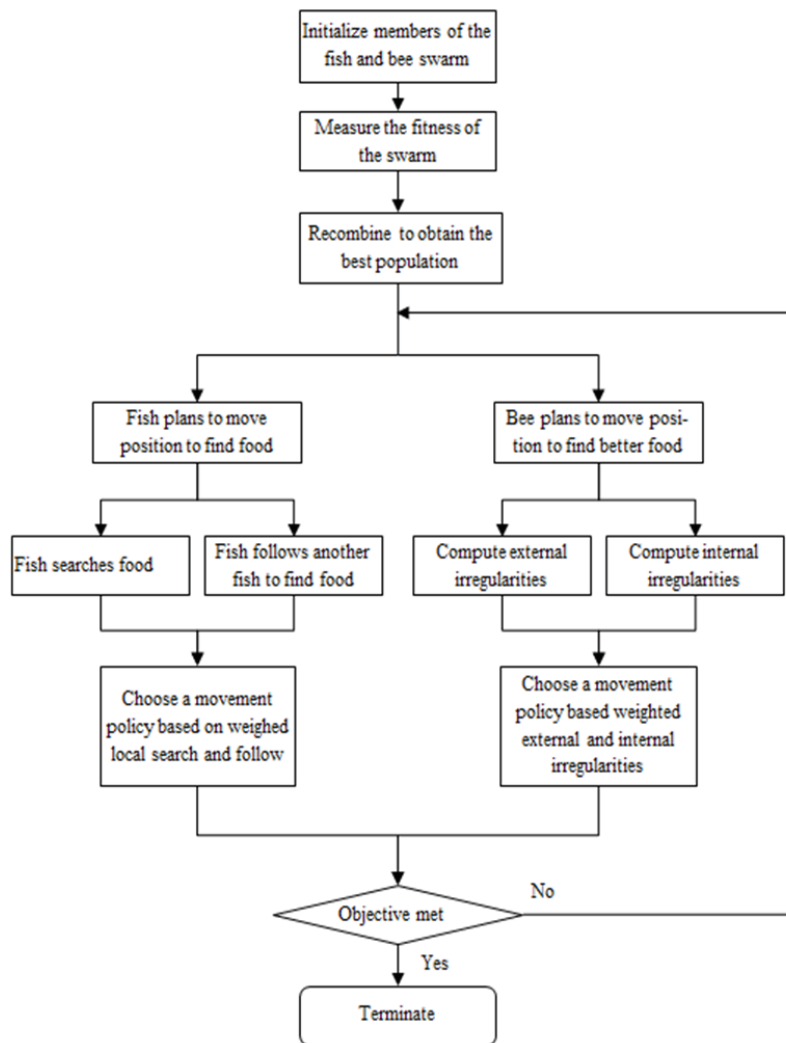 Initialize members of the
fish and bee swarm
Measure the fitness of
the swarm
Recombine to obtain the
best population
Fish plans to move
position to find food
Bee plans to move posi-
tion to find better food
Fish searches food
Fish follows another
fish to find food
Compute external
irregularities
Compute internal
irregularities
Choose a movement
policy based on weighed
local search and follow
Choose a movement
policy based weighted
external and internal
irregularities
Objective met
No
Yes
Terminate